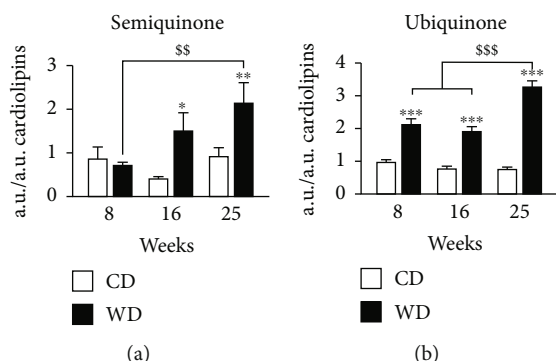 Semiquinone
$$
**
*
3
2
1
0
a.u./a.u. cardiolipins
8 16 25
Weeks
CD
WD
(a)
Ubiquinone
$$$
***
***
***
4
3
2
1
0
a.u./a.u. cardiolipins
8 16 25
Weeks
CD
WD
(b)